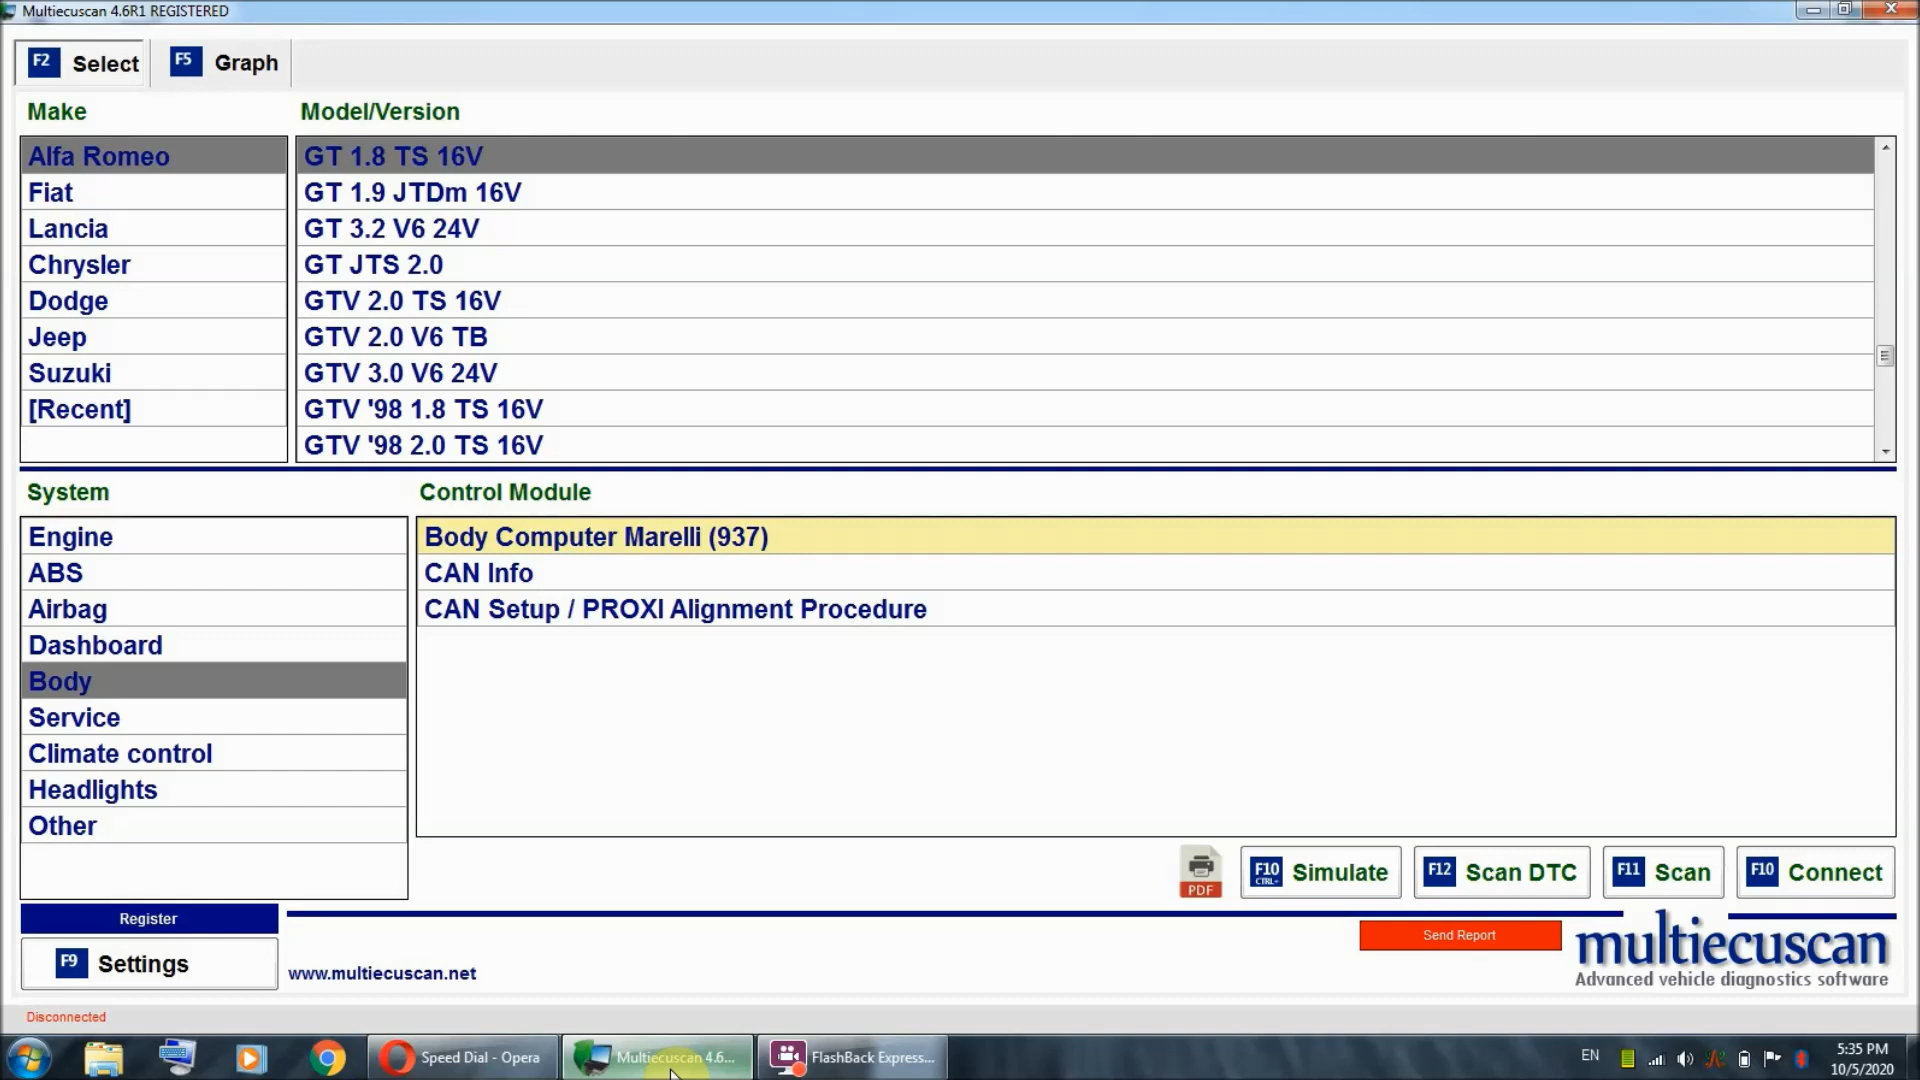 Multiecuscan 4.6R1 REGISTERED
F2 Select F5 Graph
Make Model/Version
Alfa Romeo
Fiat
Lancia
Chrysler
Dodge
Jeep
Suzuki
[Recent]
GT 1.8 TS 16V
GT 1.9 JTDm 16V
GT 3.2 V6 24V
GT JTS 2.0
GTV 2.0 TS 16V
GTV 2.0 V6 TB
GTV 3.0 V6 24V
GTV '98 1.8 TS 16V
GTV '98 2.0 TS 16V
System Control Module
Engine
ABS
Airbag
Dashboard
Body
Service
Climate control
Headlights
Other
Body Computer Marelli (937)
CAN Info
CAN Setup / PROXI Alignment Procedure
PDF F10 CTRL+ Simulate F12 Scan DTC F11 Scan F10 Connect
Register
F9 Settings
www.multiecuscan.net
Send Report
multiecuscan
Advanced vehicle diagnostics software
Disconnected
Speed Dial - Opera Multiecuscan 4.6... FlashBack Express... EN 5:35 PM
10/5/2020